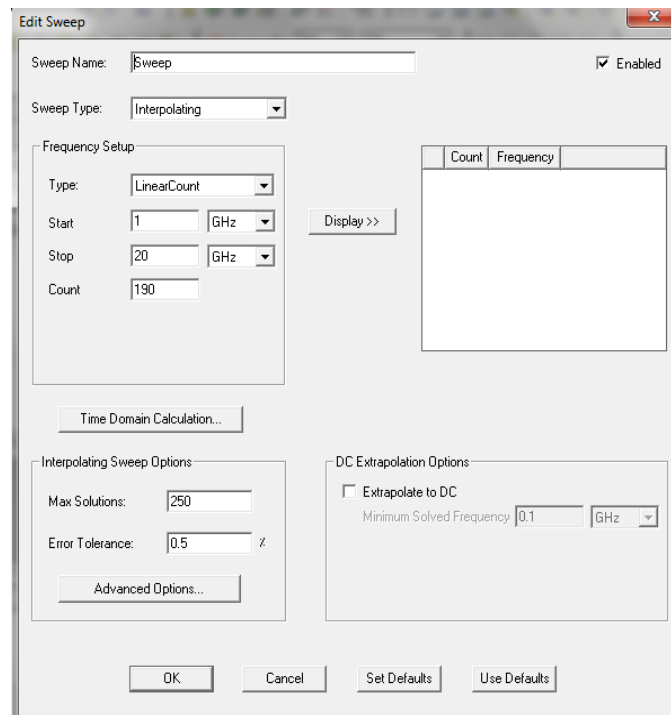 Edit Sweep
Sweep Name: Sweep Enabled
Sweep Type: Interpolating
Frequency Setup
Count Frequency
Type: LinearCount
Start 1 GHz Display >>
Stop 20 GHz
Count 190
Time Domain Calculation...
Interpolating Sweep Options DC Extrapolation Options
Max Solutions: 250 Extrapolate to DC
Minimum Solved Frequency 0.1 GHz
Error Tolerance: 0.5 %
Advanced Options...
OK Cancel Set Defaults Use Defaults